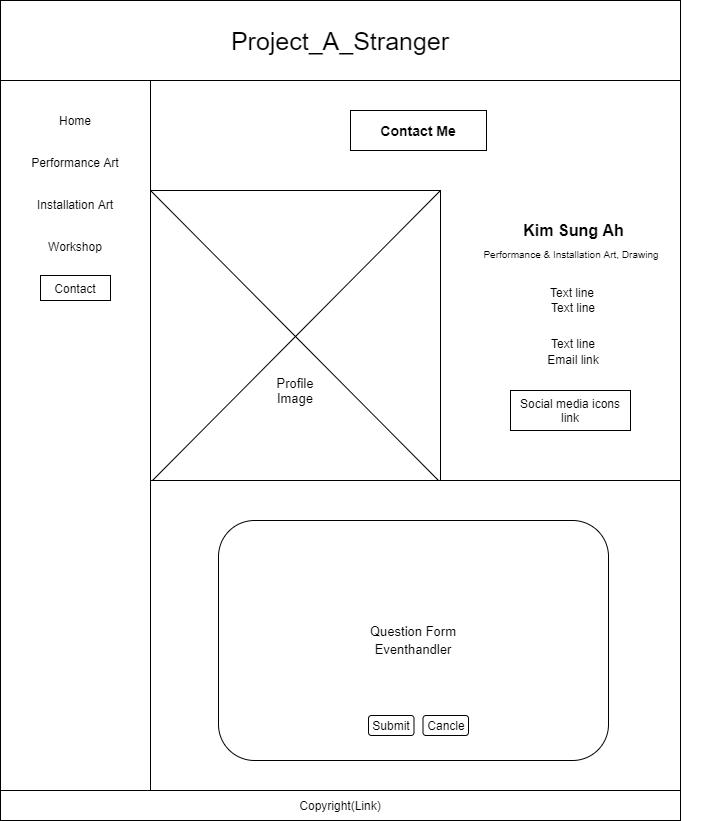 Project_A_Stranger
Home
Performance Art
Installation Art
Workshop
Contact
Contact Me
Profile
Image
Kim Sung Ah
Performance & Installation Art, Drawing
Text line
Text line
Text line
Email link
Social media icons
link
Question Form
Eventhandler
Submit
Cancle
Copyright(Link)